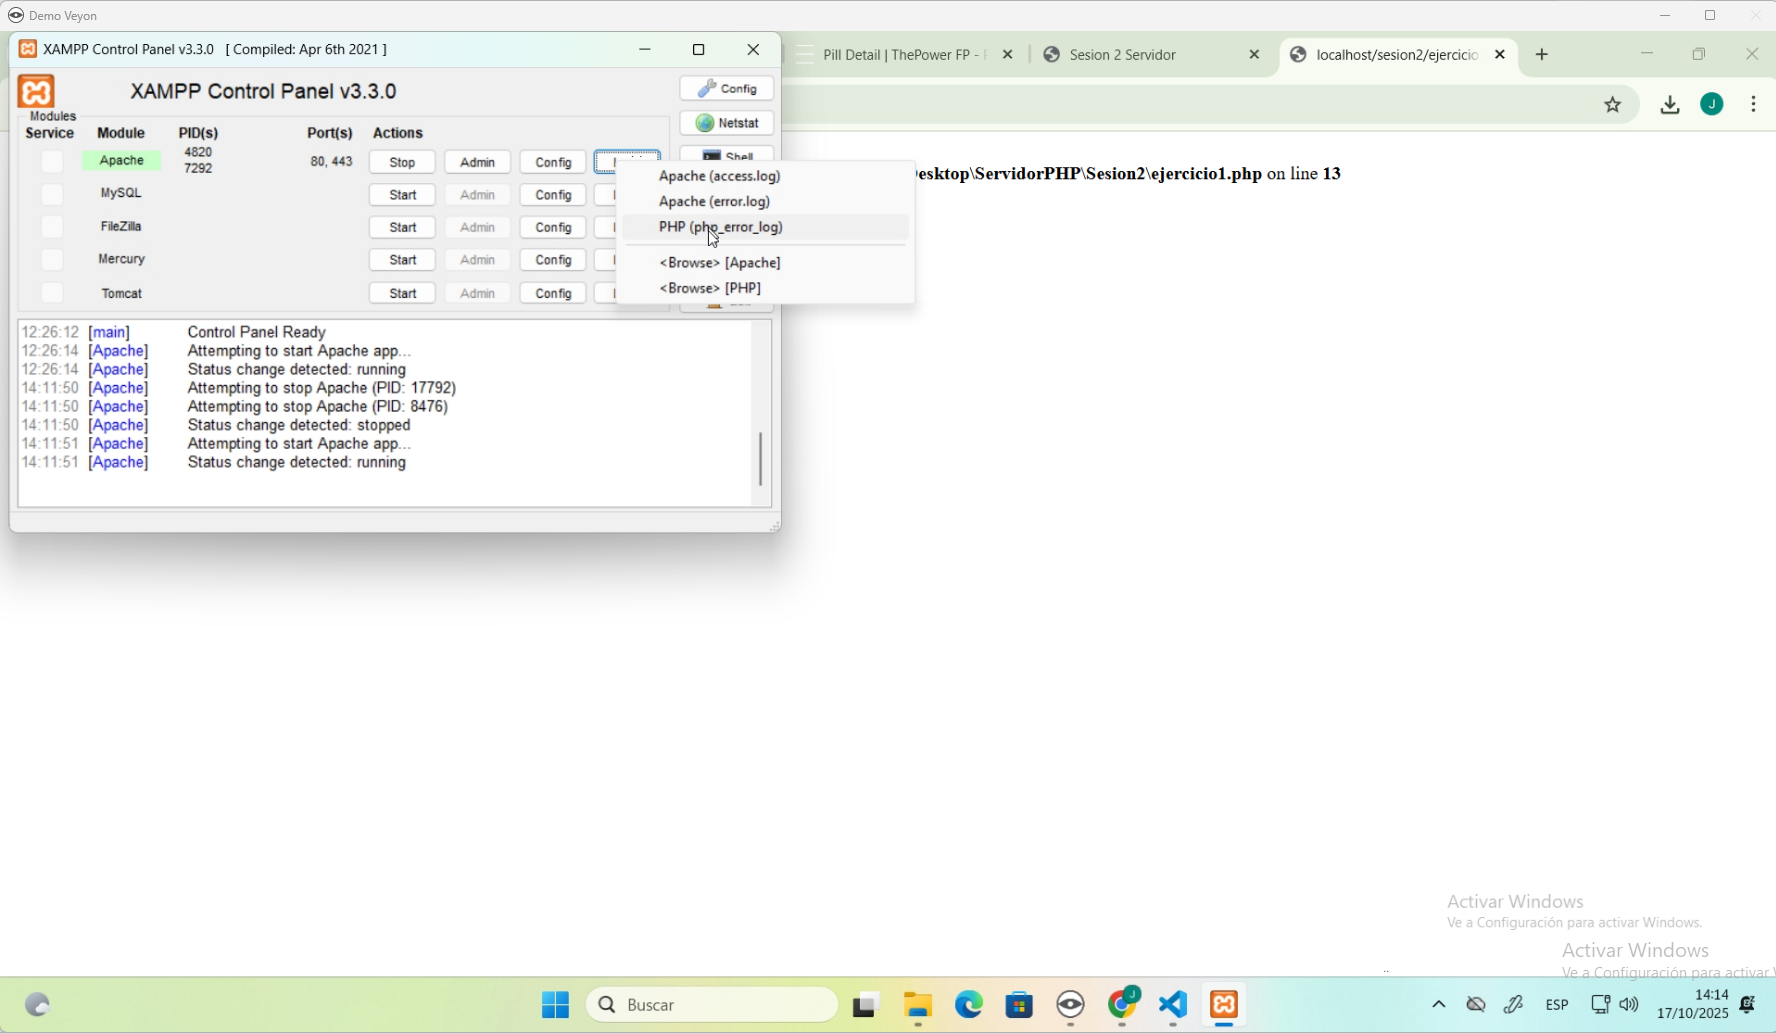 Demo Veyon
XAMPP Control Panel v3.3.0 [ Compiled: Apr 6th 2021 ]
Pill Detail | ThePower FP -
Sesion 2 Servidor
localhost/sesion2/ejercicio
XAMPP Control Panel v3.3.0
Config
J
Modules
Service Module PID(s) Port(s) Actions
Netstat
Shell
Apache 4820 7292 80, 443 Stop Admin Config
MySQL Start Admin Config
FileZilla Start Admin Config
Mercury Start Admin Config
Tomcat Start Admin Config
Apache (access.log)
Apache (error.log)
PHP (php_error_log)
<Browse> [Apache]
<Browse> [PHP]
esktop\ServidorPHP\Sesion2\ejercicio1.php on line 13
12:26:12 [main] Control Panel Ready
12:26:14 [Apache] Attempting to start Apache app...
12:26:14 [Apache] Status change detected: running
14:11:50 [Apache] Attempting to stop Apache (PID: 17792)
14:11:50 [Apache] Attempting to stop Apache (PID: 8476)
14:11:50 [Apache] Status change detected: stopped
14:11:51 [Apache] Attempting to start Apache app...
14:11:51 [Apache] Status change detected: running
Activar Windows
Ve a Configuración para activar Windows.
Activar Windows
Ve a Configuración para activar
Buscar
J
ESP
14:14
17/10/2025